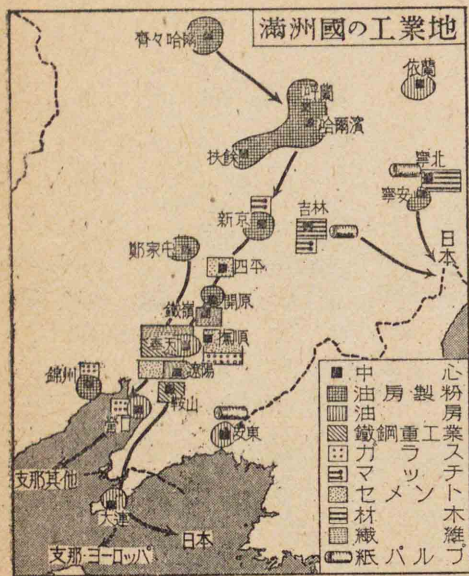 滿洲國の工業地
齊々哈爾
依蘭
呼蘭
哈爾濱
扶餘
寧北
寧安
新京
吉林
日本
鄭家屯
四平
開原
鐵嶺
奉天
撫順
遼陽
錦州
鞍山
營口
安東
支那其他
大連
日本
支那・ヨーロッパ
中心
油房製粉
油房
鐵鋼重工業
ガラス
マッチ
セメント
材木
纖維
紙パルプ